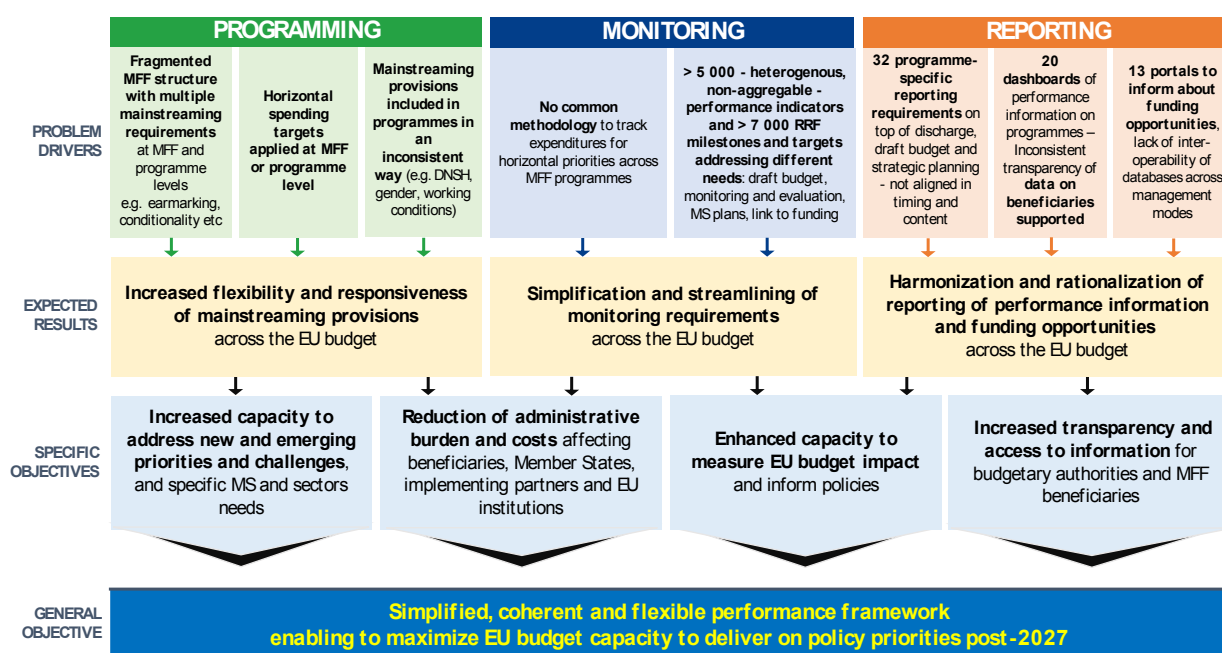 PROGRAMMING
MONITORING
REPORTING
PROBLEM
DRIVERS
Fragmented
MFF structure
with multiple
mainstreaming
requirements
at MFF and
programme
levels
e.g. earmarking,
conditionality etc
Horizontal
spending
targets
applied at MFF
or programme
level
Mainstreaming
provisions
included in
programmes in
an
inconsistent
way (e.g. DNSH,
gender, working
conditions)
No common
methodology to track
expenditures for
horizontal priorities across
MFF programmes
> 5 000 - heterogenous,
non-aggregable -
performance indicators
and > 7 000 RRF
milestones and targets
addressing different
needs: draft budget,
monitoring and evaluation,
MS plans, link to funding
32 programme-
specific
reporting
requirements on
top of discharge,
draft budget and
strategic planning
- not aligned in
timing and
content
20
dashboards of
performance
information on
programmes –
Inconsistent
transparency of
data on
beneficiaries
supported
13 portals to
inform about
funding
opportunities,
lack of inter-
operability of
databases across
management
modes
EXPECTED
RESULTS
Increased flexibility and responsiveness
of mainstreaming provisions
across the EU budget
Simplification and streamlining of
monitoring requirements
across the EU budget
Harmonization and rationalization of
reporting of performance information
and funding opportunities
across the EU budget
SPECIFIC
OBJECTIVES
Increased capacity to
address new and emerging
priorities and challenges,
and specific MS and sectors
needs
Reduction of administrative
burden and costs affecting
beneficiaries, Member States,
implementing partners and EU
institutions
Enhanced capacity to
measure EU budget impact
and inform policies
Increased transparency and
access to information for
budgetary authorities and MFF
beneficiaries
GENERAL
OBJECTIVE
Simplified, coherent and flexible performance framework
enabling to maximize EU budget capacity to deliver on policy priorities post-2027